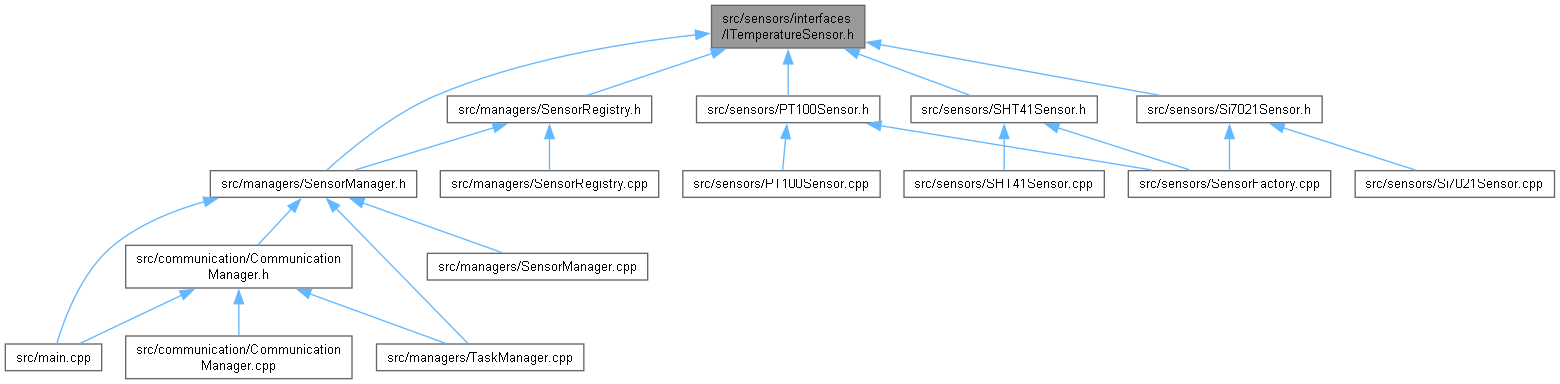 src/sensors/interfaces
/ITemperatureSensor.h
src/managers/SensorRegistry.h
src/sensors/PT100Sensor.h
src/sensors/SHT41Sensor.h
src/sensors/Si7021Sensor.h
src/managers/SensorManager.h
src/managers/SensorRegistry.cpp
src/sensors/PT100Sensor.cpp
src/sensors/SHT41Sensor.cpp
src/sensors/SensorFactory.cpp
src/sensors/Si7021Sensor.cpp
src/communication/Communication
Manager.h
src/managers/SensorManager.cpp
src/main.cpp
src/communication/Communication
Manager.cpp
src/managers/TaskManager.cpp